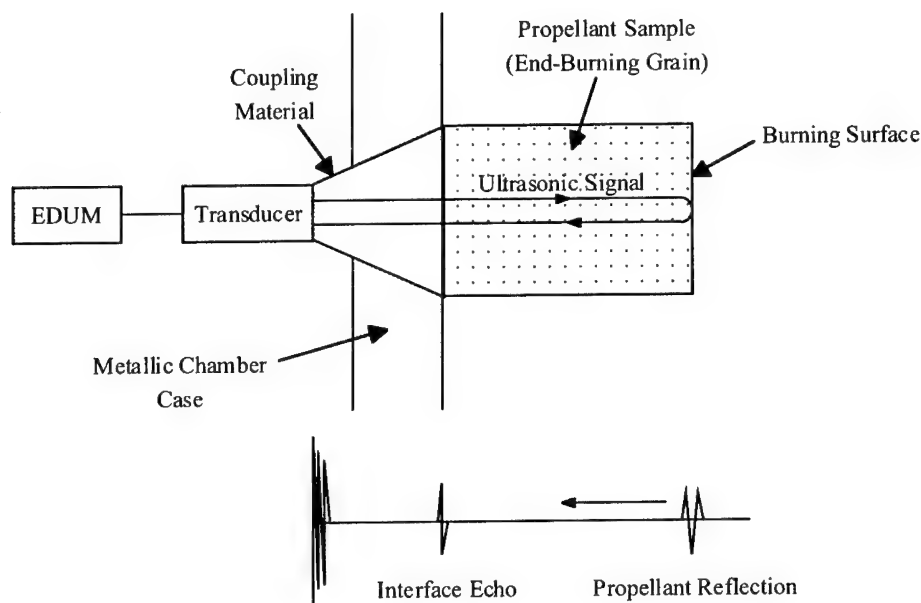 Propellant Sample
(End-Burning Grain)
Coupling
Material
Burning Surface
Ultrasonic Signal
EDUM
Transducer
Metallic Chamber
Case
Interface Echo
Propellant Reflection